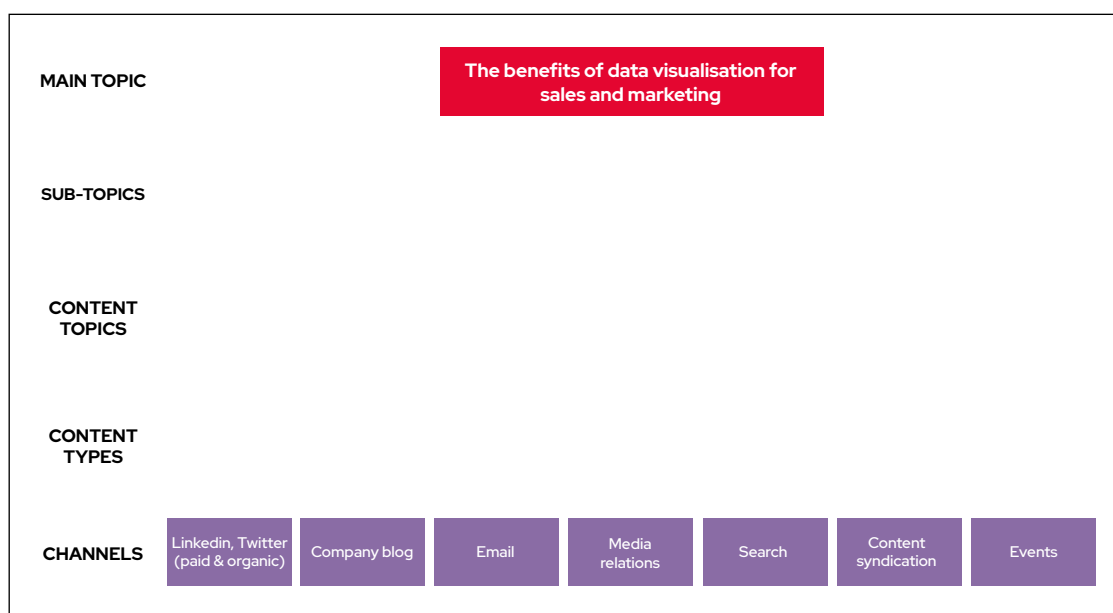 MAIN TOPIC
The benefits of data visualisation for
sales and marketing
SUB-TOPICS
CONTENT
TOPICS
CONTENT
TYPES
CHANNELS
Linkedin, Twitter
(paid & organic)
Company blog
Email
Media
relations
Search
Content
syndication
Events